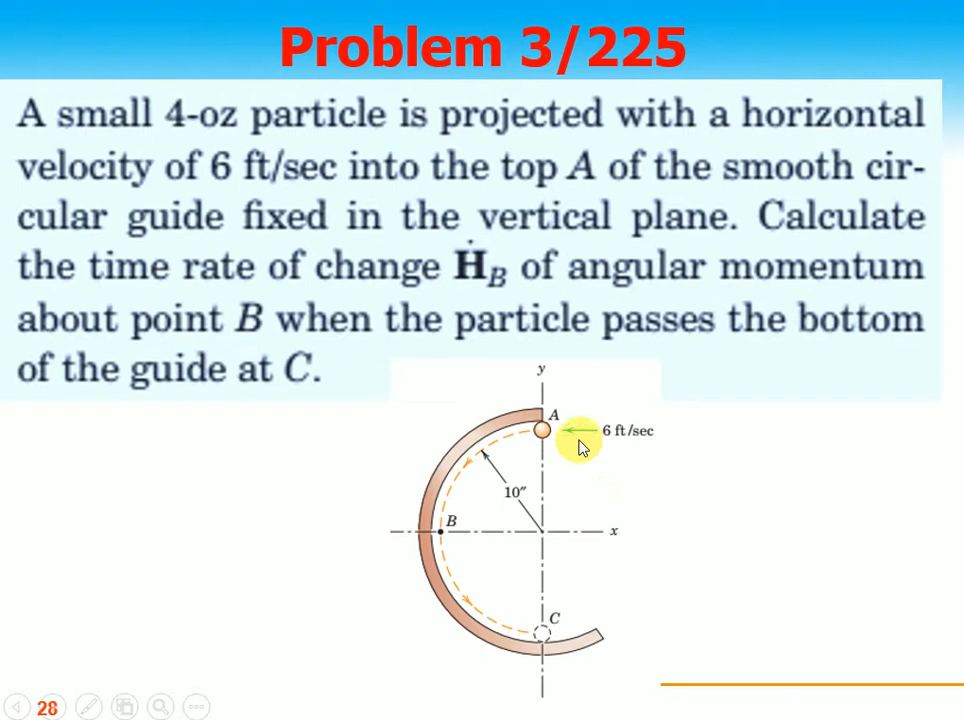 Problem 3/225
A small 4-oz particle is projected with a horizontal
velocity of 6 ft/sec into the top A of the smooth cir-
cular guide fixed in the vertical plane. Calculate
the time rate of change Ḣ_B of angular momentum
about point B when the particle passes the bottom
of the guide at C.
y
A
6 ft/sec
10″
B
x
C
28